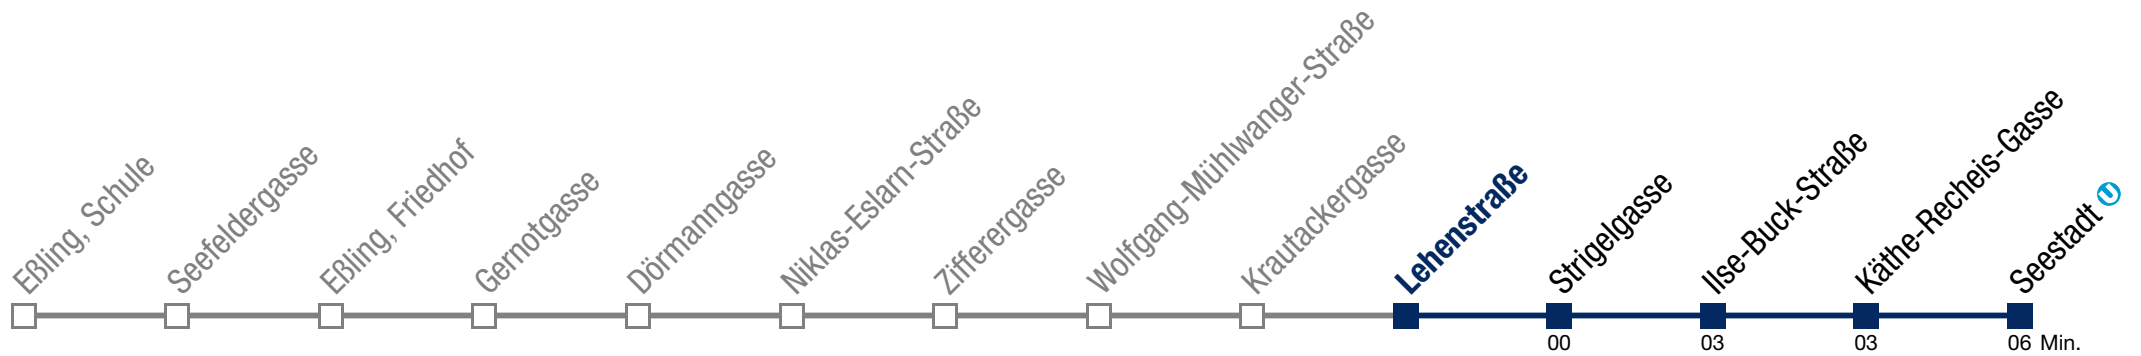 Eßling, Schule
Seefeldergasse
Eßling, Friedhof
Gernotgasse
Dörmanngasse
Niklas-Eslarn-Straße
Ziffererergasse
Wolfgang-Mühlwanger-Straße
Krautackergasse
Lehenstraße
Strigelgasse
Ilse-Buck-Straße
Käthe-Recheis-Gasse
Seestadt U
00 03 03 06 Min.